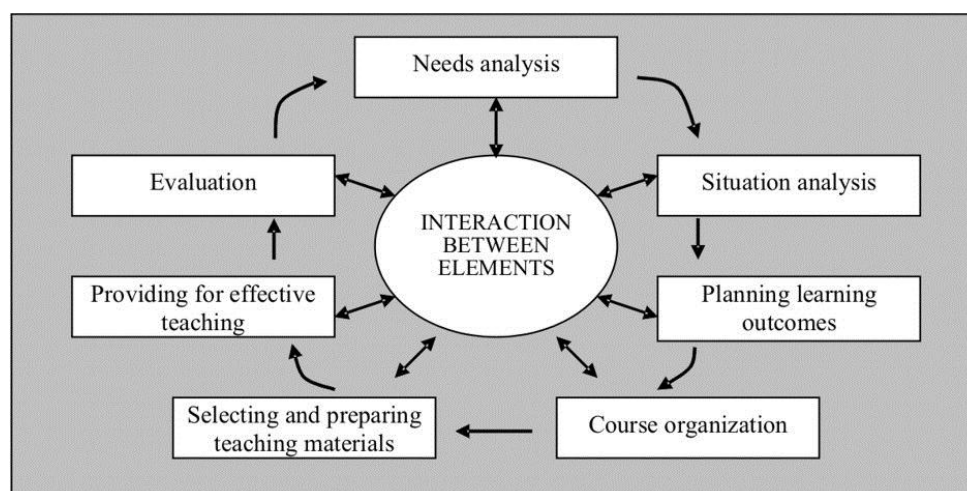 Needs analysis
Situation analysis
Planning learning
outcomes
Course organization
Selecting and preparing
teaching materials
Providing for effective
teaching
Evaluation
INTERACTION
BETWEEN
ELEMENTS